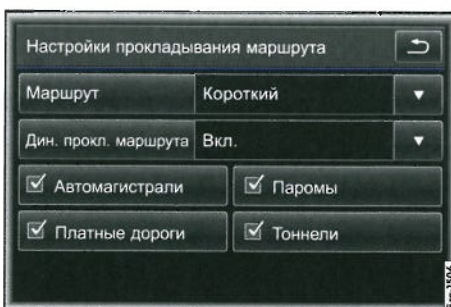 Настройки прокладывания маршрута
Маршрут Короткий
Дин. прокл. маршрута Вкл.
Автомагистрали Паромы
Платные дороги Тоннели